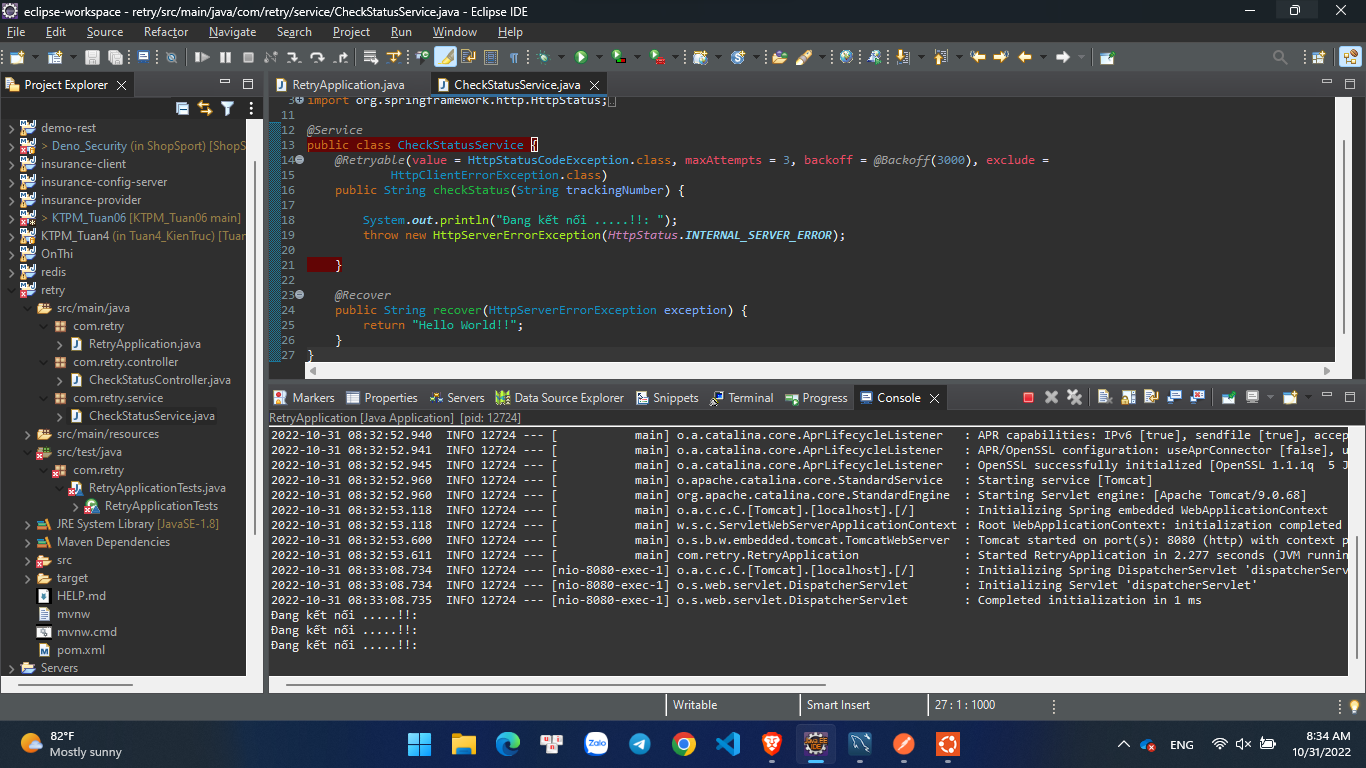 eclipse-workspace - retry/src/main/java/com/retry/service/CheckStatusService.java - Eclipse IDE
File Edit Source Refactor Navigate Search Project Run Window Help
Project Explorer
demo-rest
> Deno_Security (in ShopSport) [ShopS
insurance-client
insurance-config-server
insurance-provider
> KTPM_Tuan06 [KTPM_Tuan06 main]
KTPM_Tuan4 (in Tuan4_KienTruc) [Tuan
OnThi
redis
retry
src/main/java
com.retry
RetryApplication.java
com.retry.controller
CheckStatusController.java
com.retry.service
CheckStatusService.java
src/main/resources
src/test/java
com.retry
RetryApplicationTests.java
RetryApplicationTests
JRE System Library [JavaSE-1.8]
Maven Dependencies
src
target
HELP.md
mvnw
mvnw.cmd
pom.xml
Servers
RetryApplication.java CheckStatusService.java
3 import org.springframework.http.HttpStatus;
11
12 @Service
13 public class CheckStatusService {
14 @Retryable(value = HttpStatusCodeException.class, maxAttempts = 3, backoff = @Backoff(3000), exclude =
15 HttpClientErrorException.class)
16 public String checkStatus(String trackingNumber) {
17
18 System.out.println("Đang kết nối .....!!: ");
19 throw new HttpServerErrorException(HttpStatus.INTERNAL_SERVER_ERROR);
20
21 }
22
23 @Recover
24 public String recover(HttpServerErrorException exception) {
25 return "Hello World!!";
26 }
27 }
Markers Properties Servers Data Source Explorer Snippets Terminal Progress Console
RetryApplication [Java Application] [pid: 12724]
2022-10-31 08:32:52.940 INFO 12724 --- [ main] o.a.catalina.core.AprLifecycleListener : APR capabilities: IPv6 [true], sendfile [true], accep
2022-10-31 08:32:52.941 INFO 12724 --- [ main] o.a.catalina.core.AprLifecycleListener : APR/OpenSSL configuration: useAprConnector [false], u
2022-10-31 08:32:52.945 INFO 12724 --- [ main] o.a.catalina.core.AprLifecycleListener : OpenSSL successfully initialized [OpenSSL 1.1.1q 5 J
2022-10-31 08:32:52.960 INFO 12724 --- [ main] o.apache.catalina.core.StandardService : Starting service [Tomcat]
2022-10-31 08:32:52.960 INFO 12724 --- [ main] org.apache.catalina.core.StandardEngine : Starting Servlet engine: [Apache Tomcat/9.0.68]
2022-10-31 08:32:53.118 INFO 12724 --- [ main] o.a.c.c.C.[Tomcat].[localhost].[/] : Initializing Spring embedded WebApplicationContext
2022-10-31 08:32:53.118 INFO 12724 --- [ main] w.s.c.ServletWebServerApplicationContext : Root WebApplicationContext: initialization completed
2022-10-31 08:32:53.600 INFO 12724 --- [ main] o.s.b.w.embedded.tomcat.TomcatWebServer : Tomcat started on port(s): 8080 (http) with context p
2022-10-31 08:32:53.611 INFO 12724 --- [ main] com.retry.RetryApplication : Started RetryApplication in 2.277 seconds (JVM runnin
2022-10-31 08:33:08.734 INFO 12724 --- [nio-8080-exec-1] o.a.c.c.C.[Tomcat].[localhost].[/] : Initializing Spring DispatcherServlet 'dispatcherServ
2022-10-31 08:33:08.734 INFO 12724 --- [nio-8080-exec-1] o.s.web.servlet.DispatcherServlet : Initializing Servlet 'dispatcherServlet'
2022-10-31 08:33:08.735 INFO 12724 --- [nio-8080-exec-1] o.s.web.servlet.DispatcherServlet : Completed initialization in 1 ms
Đang kết nối .....!!:
Đang kết nối .....!!:
Đang kết nối .....!!:
Writable Smart Insert 27 : 1 : 1000
82°F
Mostly sunny
Zalo
ENG
8:34 AM
10/31/2022